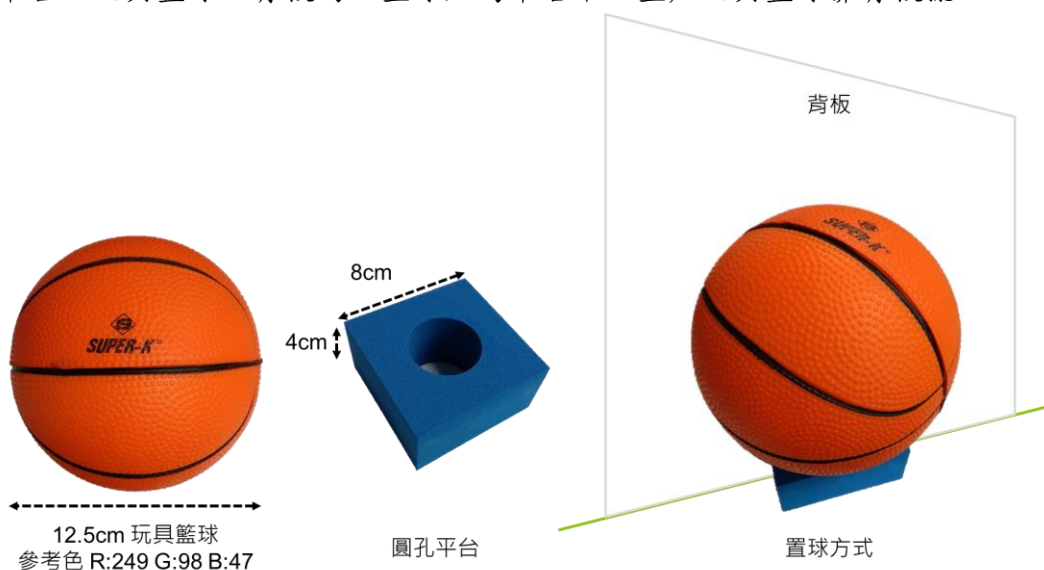 背板
SUPER-K
8cm
4cm
SUPER-K
12.5cm 玩具籃球
參考色 R:249 G:98 B:47
圓孔平台
置球方式